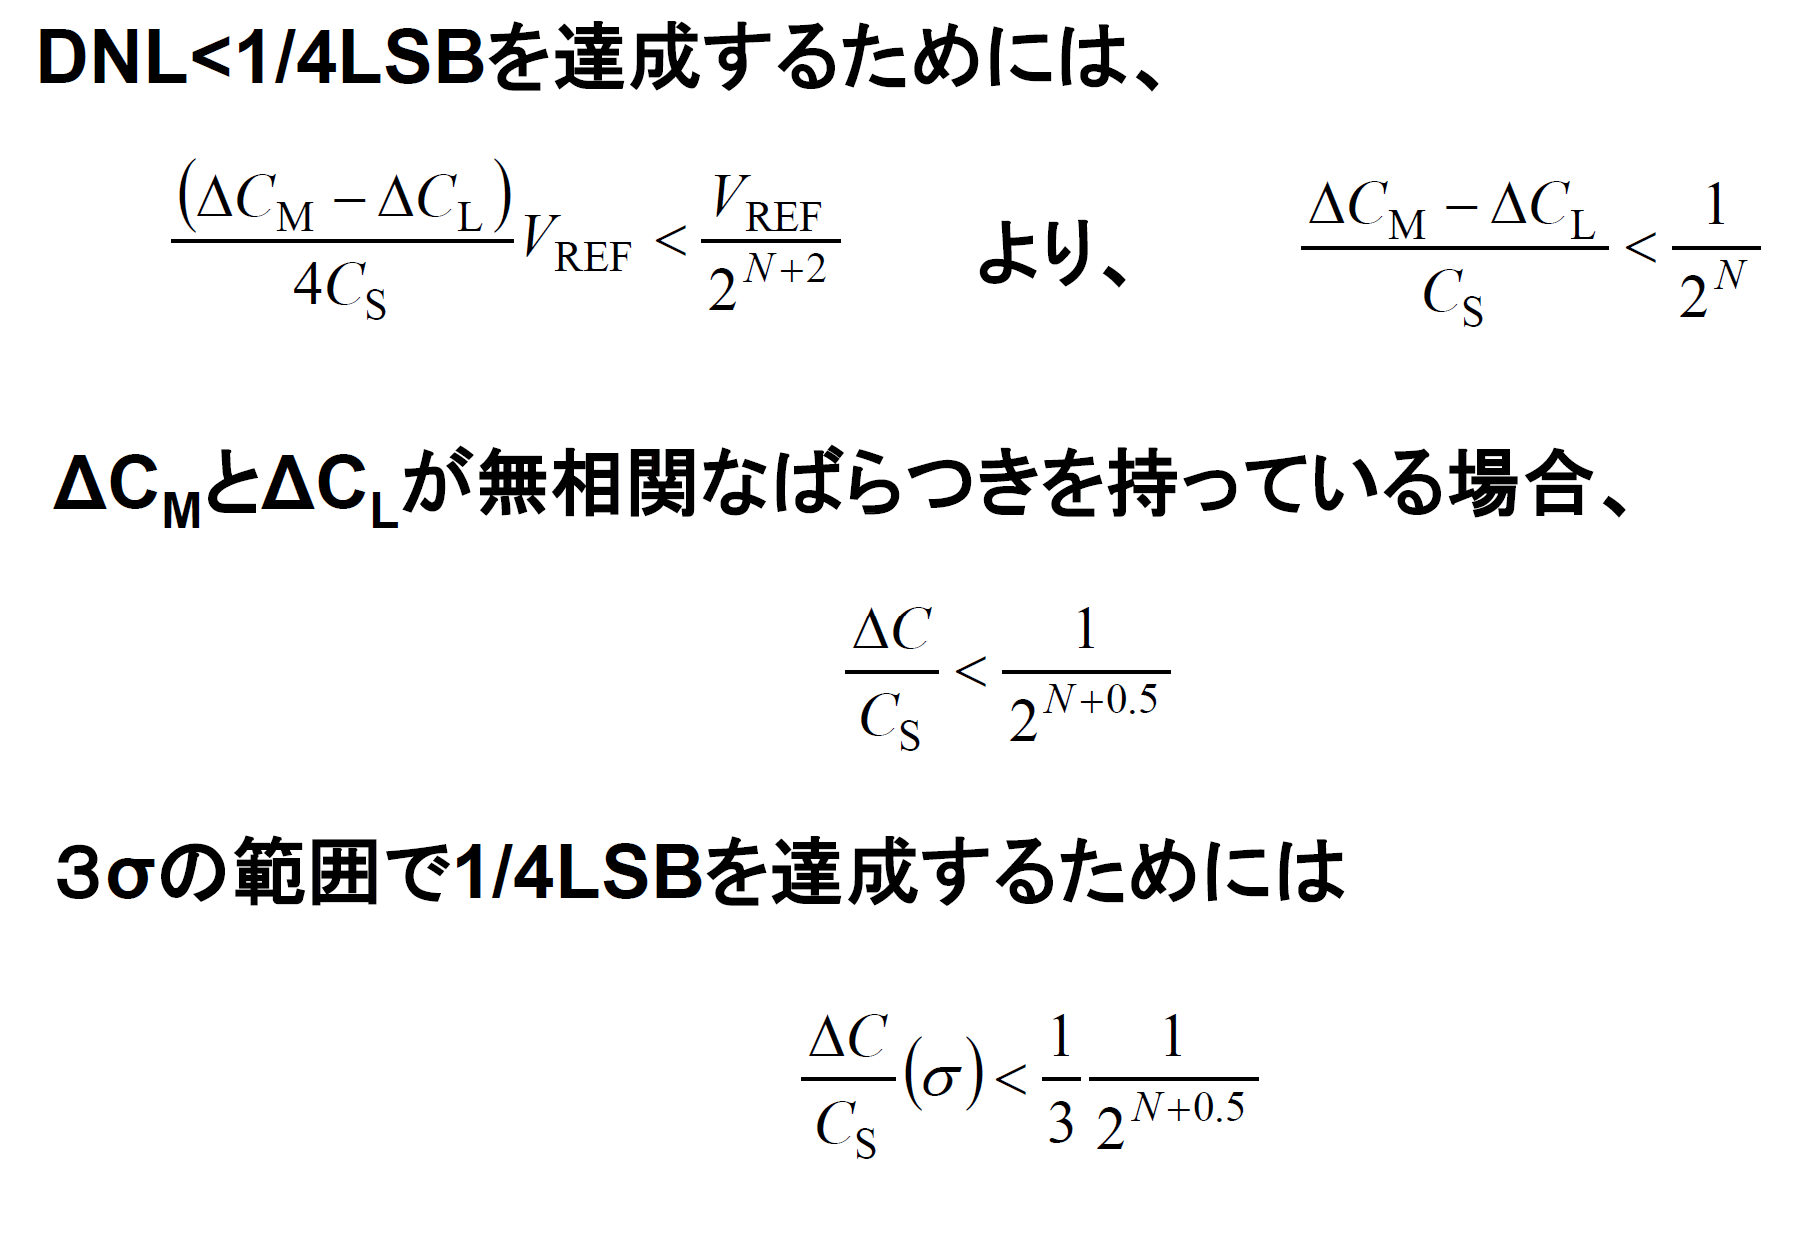 DNL<1/4LSBを達成するためには、
(ΔC_M − ΔC_L)/4C_S V_REF < V_REF/2^{N+2} より、 ΔC_M − ΔC_L/C_S < 1/2^N
ΔC_MとΔC_Lが無相関なばらつきを持っている場合、
ΔC/C_S < 1/2^{N+0.5}
3σの範囲で1/4LSBを達成するためには
ΔC/C_S (σ) < 1/3 1/2^{N+0.5}